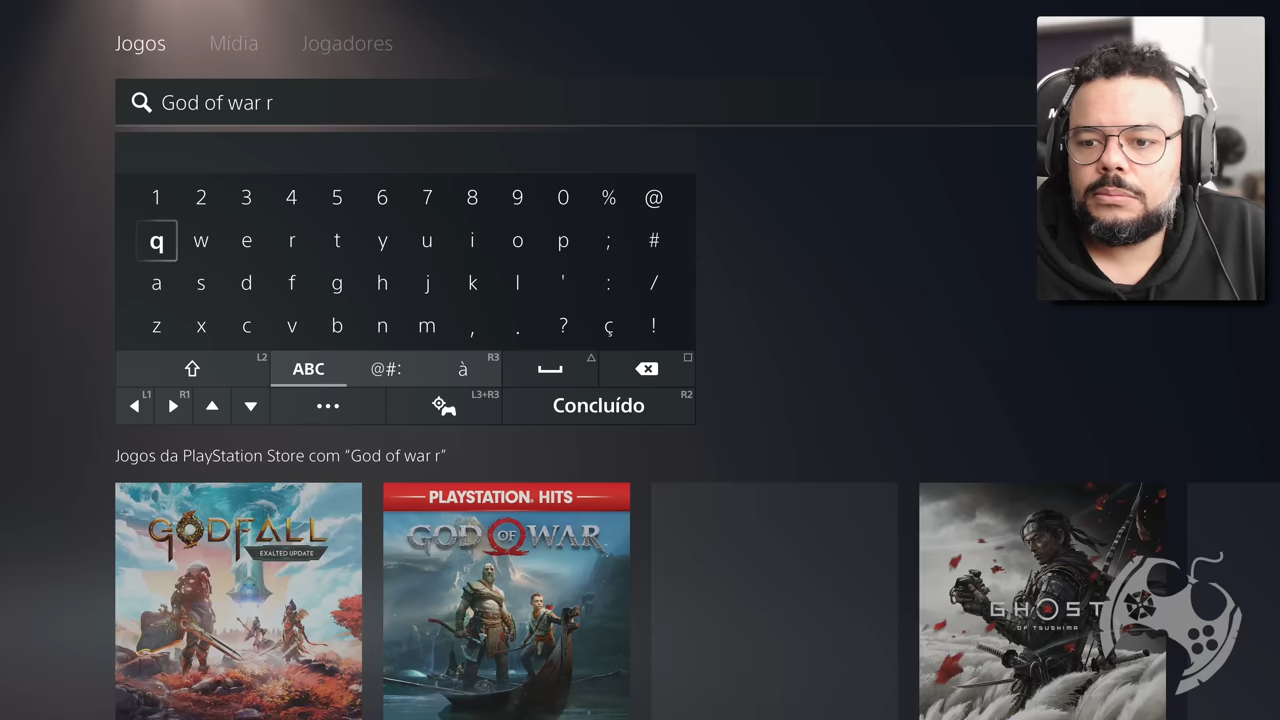 Jogos Mídia Jogadores
God of war r
1 2 3 4 5 6 7 8 9 0 % @
q w e r t y u i o p ; #
a s d f g h j k l ' : /
z x c v b n m , . ? ç !
L2 ABC @#: à R3 △ □
L1 R1 ••• L3+R3 Concluído R2
Jogos da PlayStation Store com “God of war r”
GODFALL
EXALTED UPDATE
PLAYSTATION® HITS
GOD OF WAR
GHOST
OF TSUSHIMA